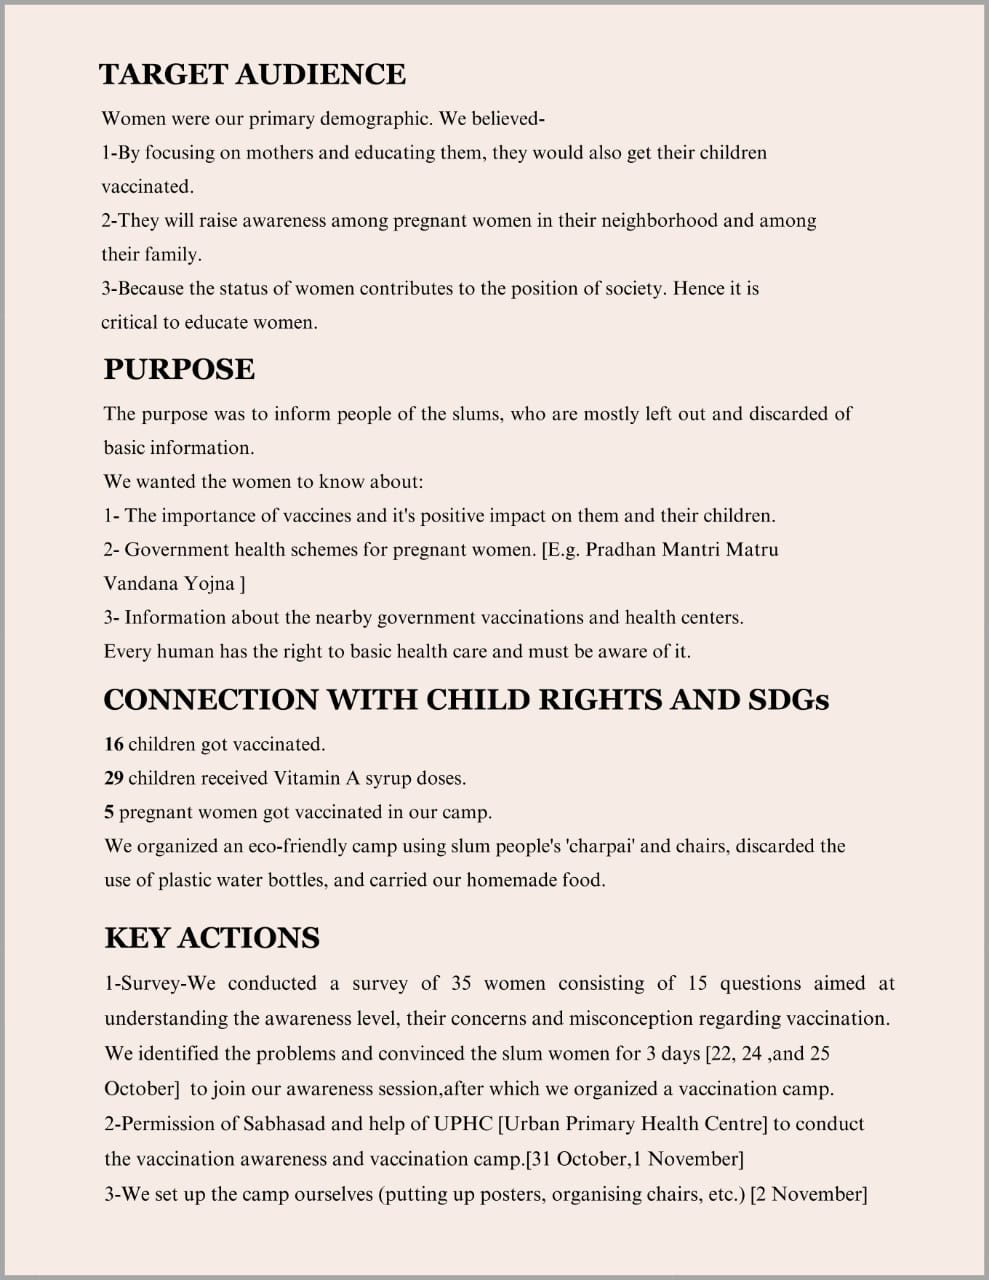 TARGET AUDIENCE
Women were our primary demographic. We believed-
1-By focusing on mothers and educating them, they would also get their children
vaccinated.
2-They will raise awareness among pregnant women in their neighborhood and among
their family.
3-Because the status of women contributes to the position of society. Hence it is
critical to educate women.
PURPOSE
The purpose was to inform people of the slums, who are mostly left out and discarded of
basic information.
We wanted the women to know about:
1- The importance of vaccines and it's positive impact on them and their children.
2- Government health schemes for pregnant women. [E.g. Pradhan Mantri Matru
Vandana Yojna ]
3- Information about the nearby government vaccinations and health centers.
Every human has the right to basic health care and must be aware of it.
CONNECTION WITH CHILD RIGHTS AND SDGs
16 children got vaccinated.
29 children received Vitamin A syrup doses.
5 pregnant women got vaccinated in our camp.
We organized an eco-friendly camp using slum people's 'charpai' and chairs, discarded the
use of plastic water bottles, and carried our homemade food.
KEY ACTIONS
1-Survey-We conducted a survey of 35 women consisting of 15 questions aimed at
understanding the awareness level, their concerns and misconception regarding vaccination.
We identified the problems and convinced the slum women for 3 days [22, 24 ,and 25
October] to join our awareness session,after which we organized a vaccination camp.
2-Permission of Sabhasad and help of UPHC [Urban Primary Health Centre] to conduct
the vaccination awareness and vaccination camp.[31 October,1 November]
3-We set up the camp ourselves (putting up posters, organising chairs, etc.) [2 November]